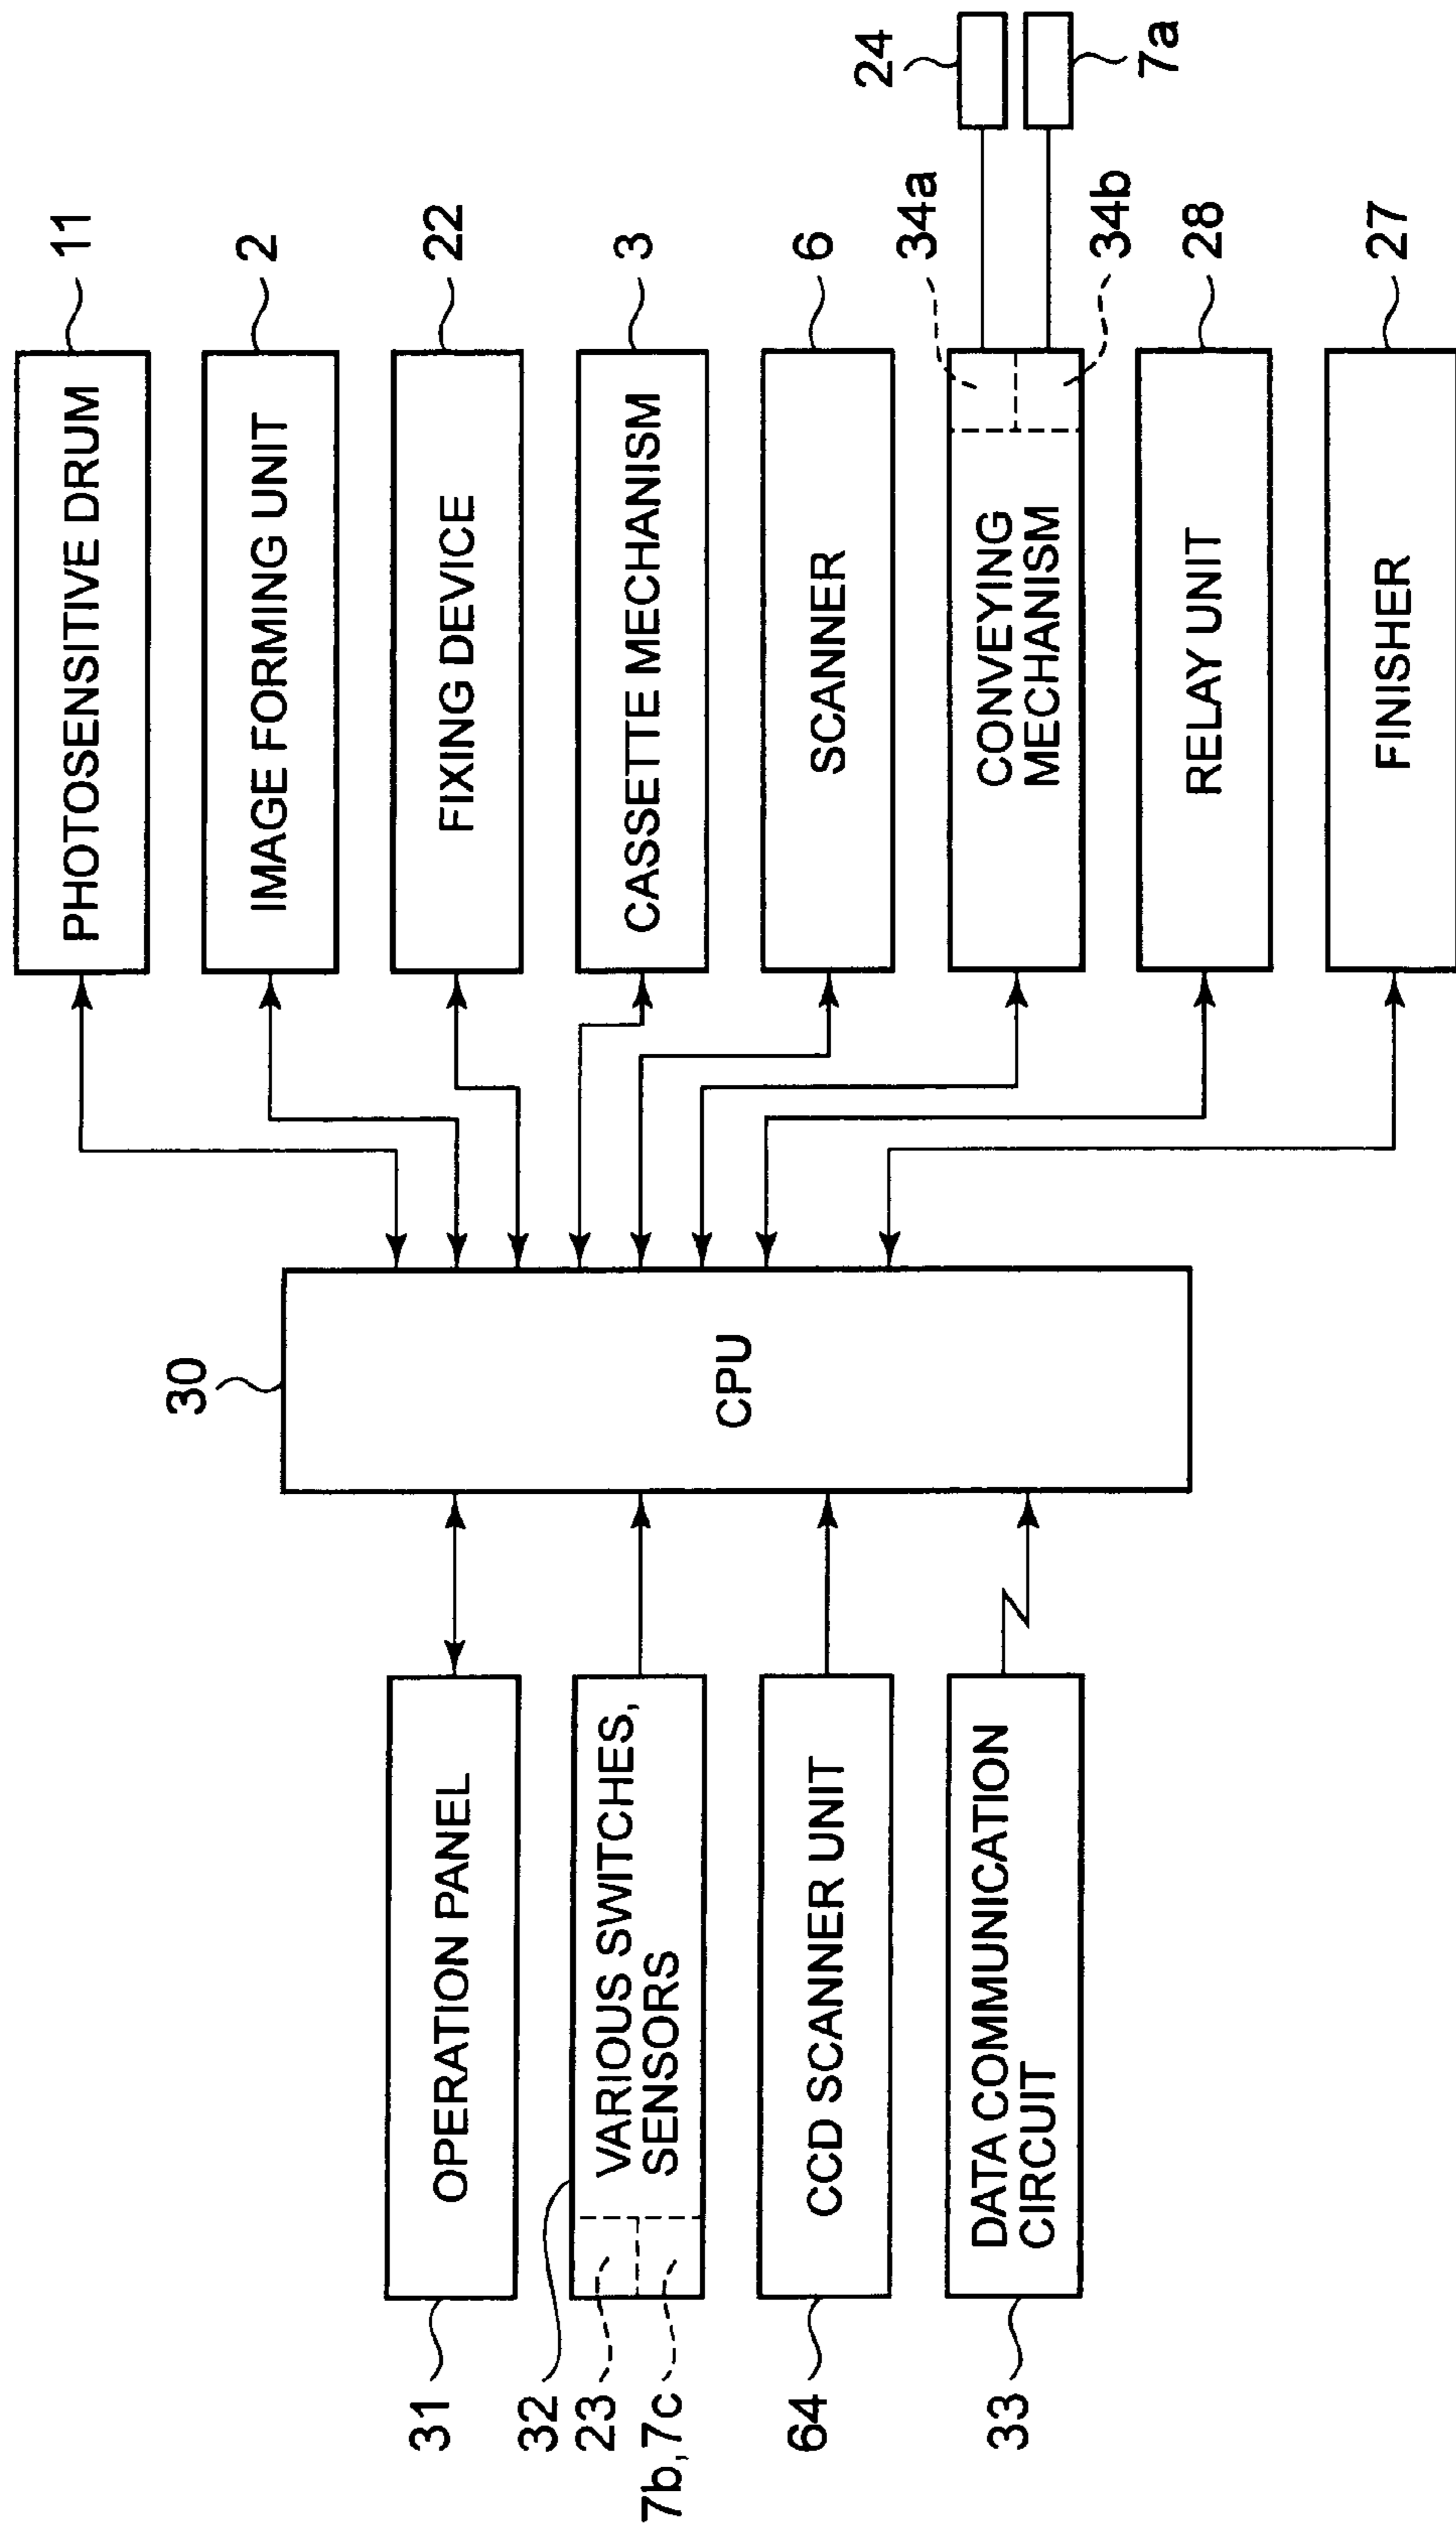 30
CPU
31
OPERATION PANEL
32
VARIOUS SWITCHES,
SENSORS
23
7b,7c
64
CCD SCANNER UNIT
33
DATA COMMUNICATION
CIRCUIT
PHOTOSENSITIVE DRUM
11
IMAGE FORMING UNIT
2
FIXING DEVICE
22
CASSETTE MECHANISM
3
SCANNER
6
CONVEYING
MECHANISM
34a
34b
24
7a
RELAY UNIT
28
FINISHER
27